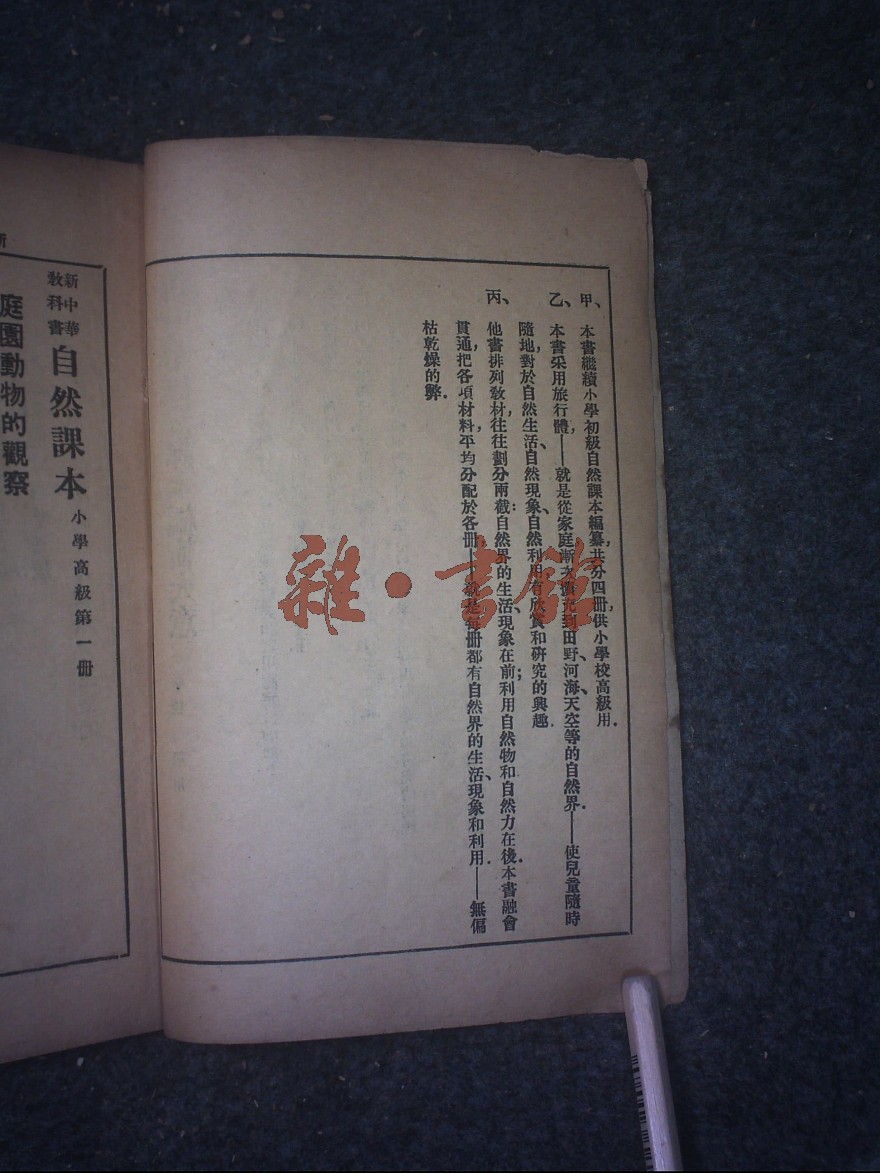 甲、本書繼續小學初級自然課本編纂,共分四冊,供小學校高級用.
乙、本書采用旅行體,——就是從家庭漸次擴充到田野、河海、天空等的自然界.——使兒童隨時
隨地,對於自然生活、自然現象、自然利用有欣賞和研究的興趣.
丙、他書排列教材,往往劃分兩截:自然界的生活、現象在前;利用自然物和自然力在後.本書融會
貫通,把各項材料,平均分配於各冊,——就是每冊都有自然界的生活、現象和利用.——無偏
枯乾燥的弊.
新中華
教科書
自然課本
小學高級第一冊
庭園動物的觀察
新
雜·書館